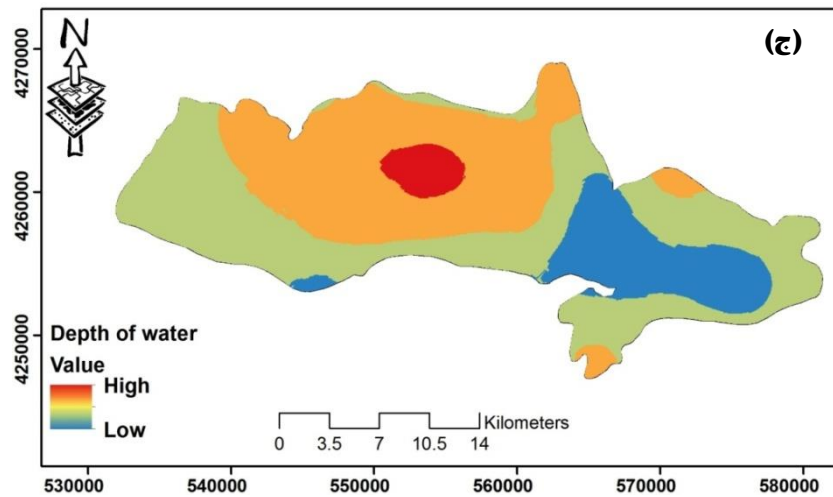 N
(ج)
4270000
4260000
4250000
Depth of water
Value
High
Low
Kilometers
0 3.5 7 10.5 14
530000 540000 550000 560000 570000 580000